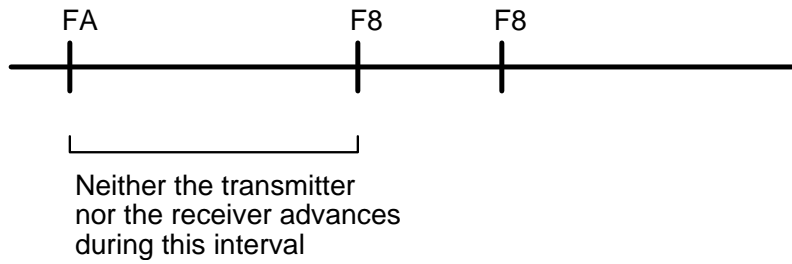 FA F8 F8
Neither the transmitter
nor the receiver advances
during this interval